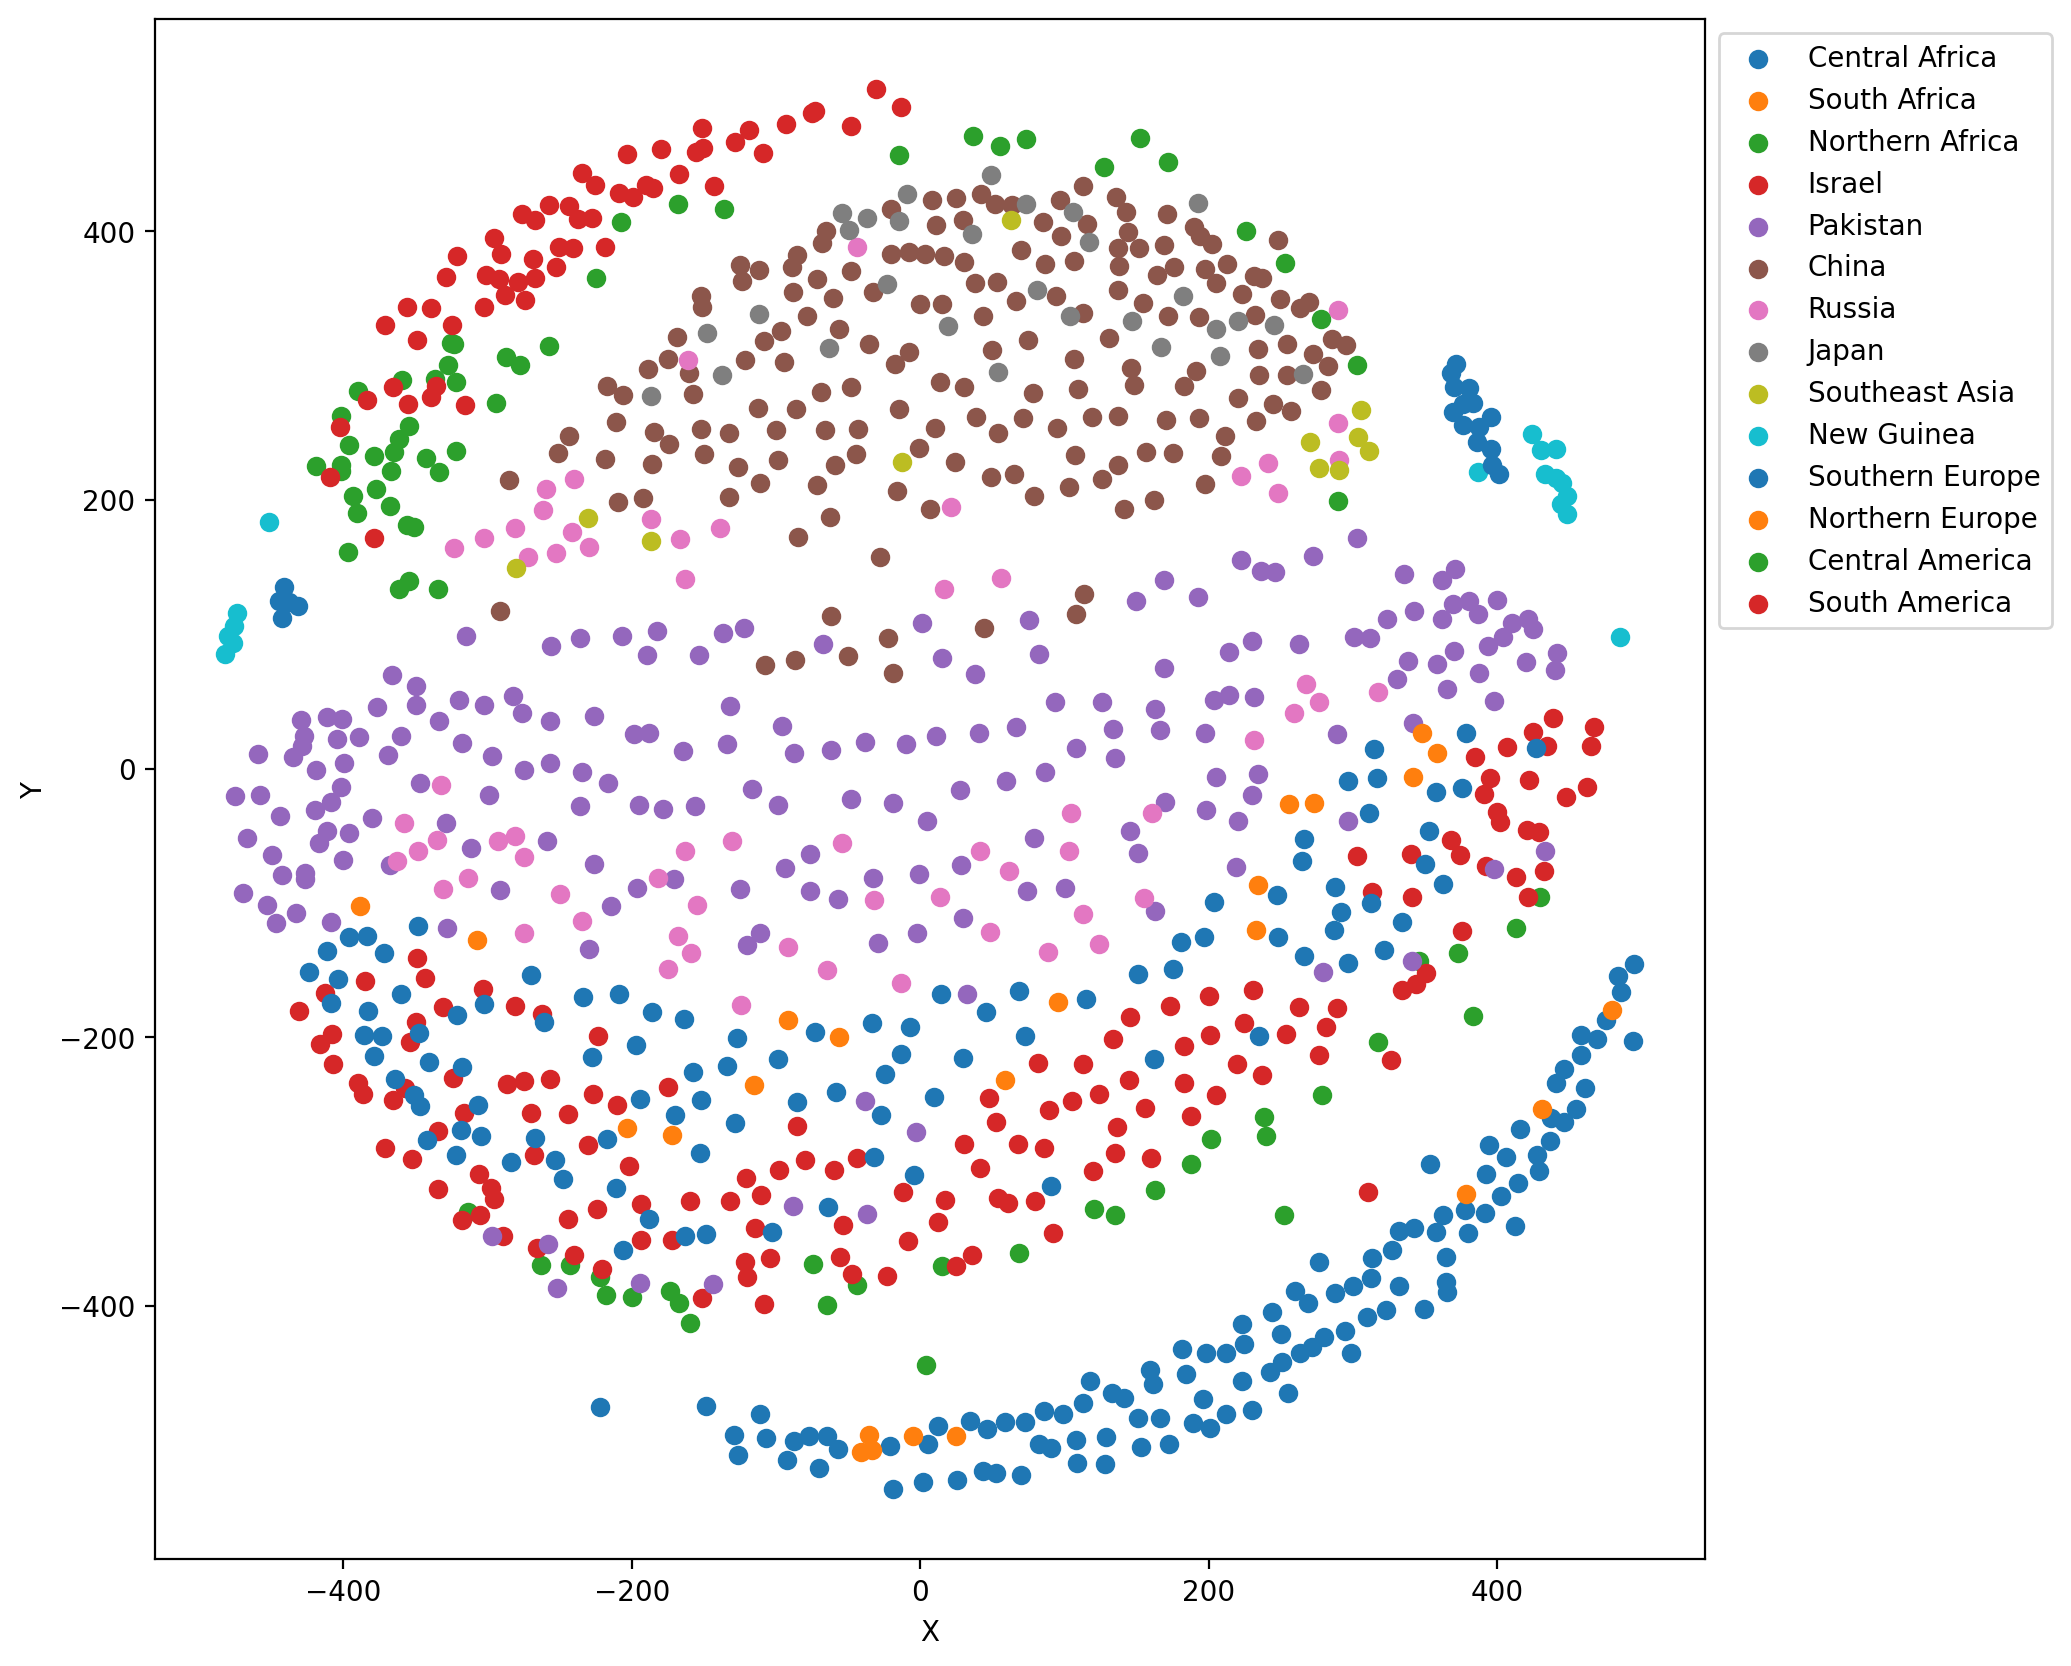 Central Africa
South Africa
Northern Africa
Israel
Pakistan
China
Russia
Japan
Southeast Asia
New Guinea
Southern Europe
Northern Europe
Central America
South America
400
200
0
−200
−400
Y
−400
−200
0
200
400
X